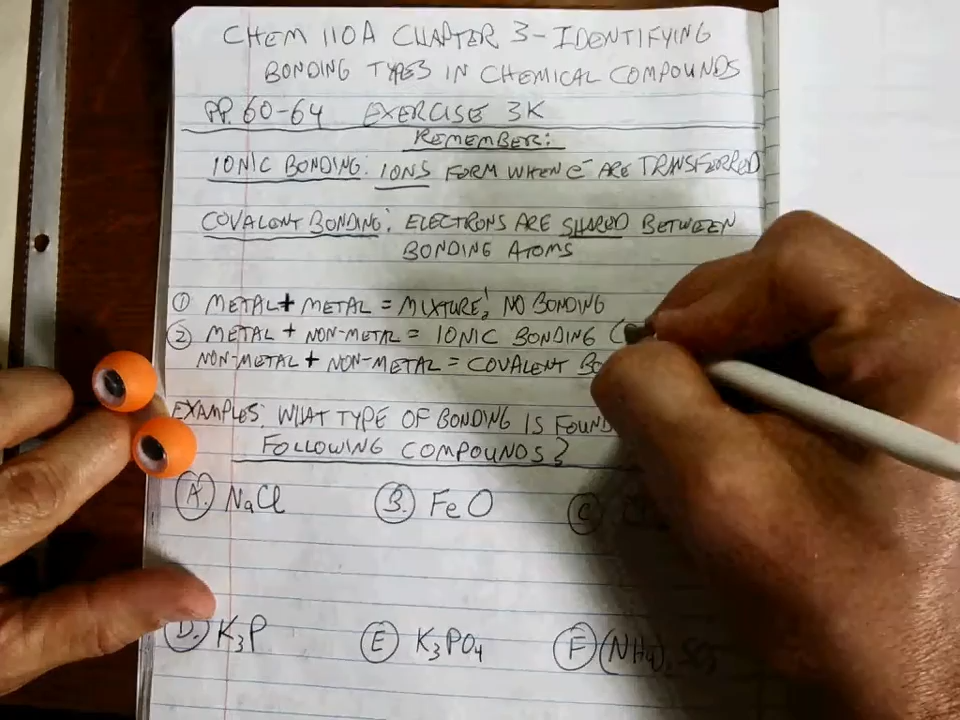 CHEM 110A CHAPTER 3-IDENTIFYING
BONDING TYPES IN CHEMICAL COMPOUNDS
PP. 60-64 EXERCISE 3K
REMEMBER:
IONIC BONDING: IONS FORM WHEN e⁻ ARE TRANSFERRED
COVALENT BONDING: ELECTRONS ARE SHARED BETWEEN
BONDING ATOMS
① METAL + METAL = MIXTURE; NO BONDING
② METAL + NON-METAL = IONIC BONDING (
NON-METAL + NON-METAL = COVALENT BO
EXAMPLES: WHAT TYPE OF BONDING IS FOUND
FOLLOWING COMPOUNDS?
A. NaCl B. FeO C
D. K₃P E K₃PO₄ F (NH₄)